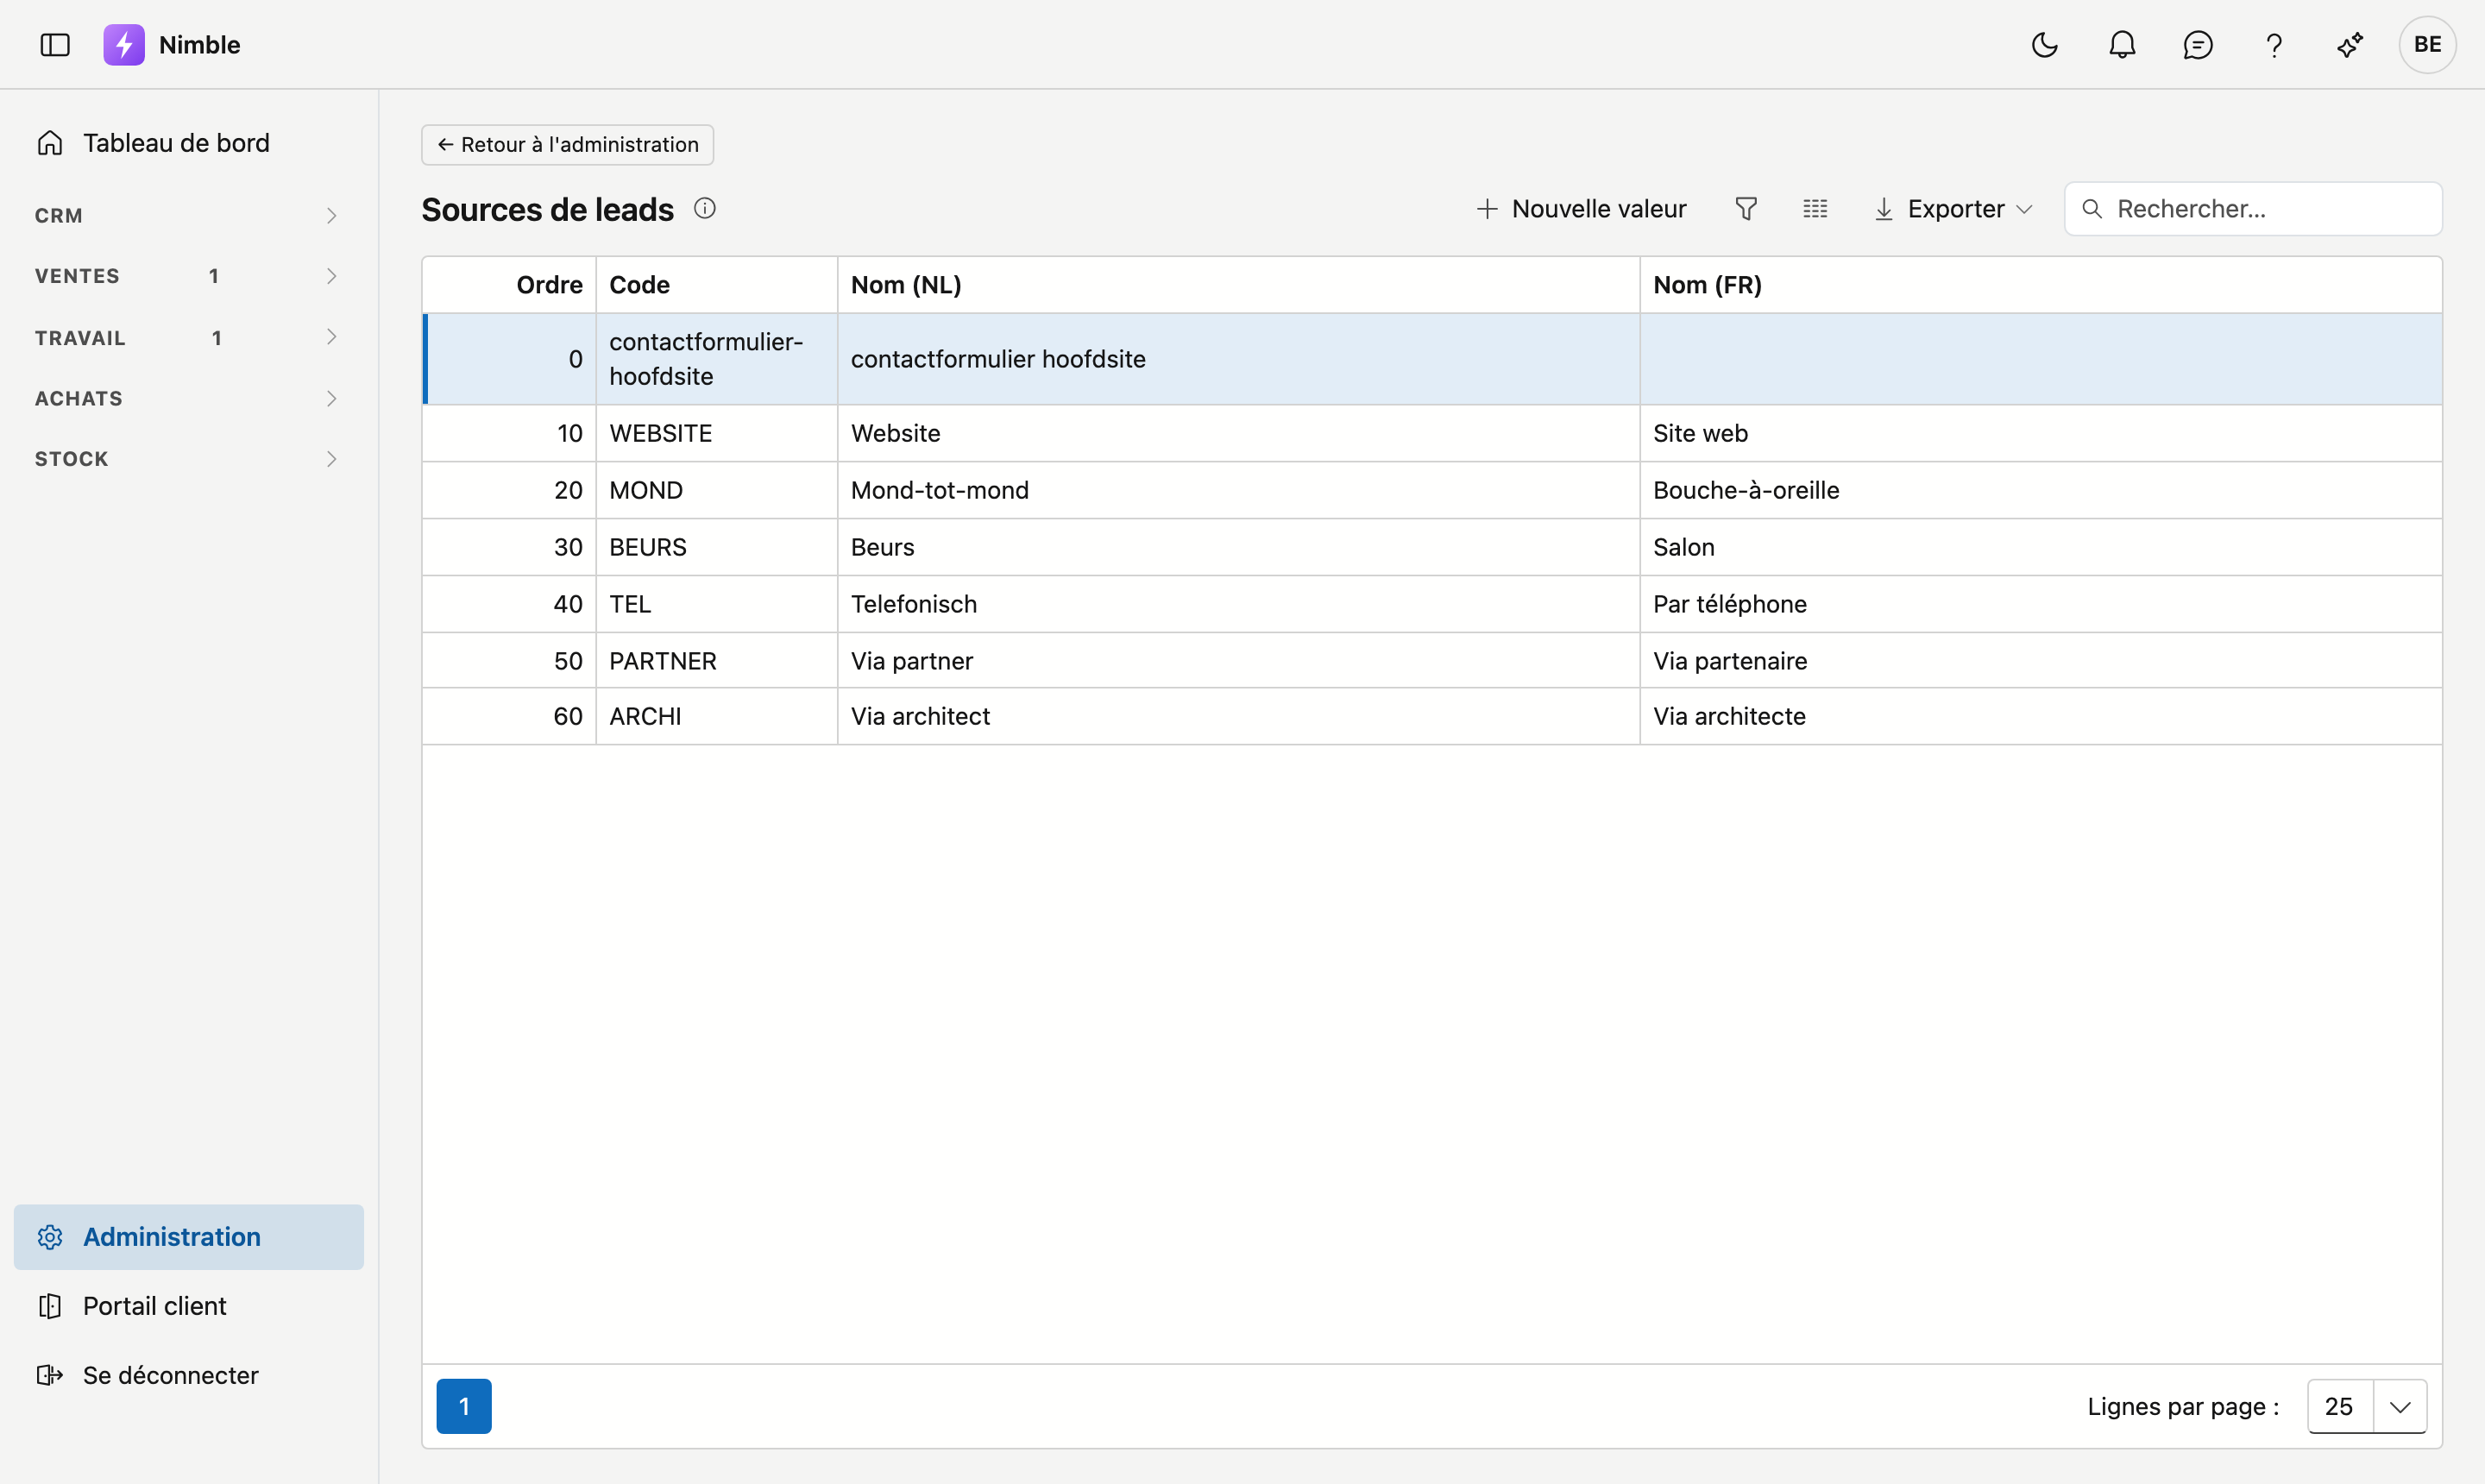 Nimble
BE
Tableau de bord
CRM
VENTES 1
TRAVAIL 1
ACHATS
STOCK
Administration
Portail client
Se déconnecter
← Retour à l'administration
Sources de leads
Nouvelle valeur
Exporter
Rechercher...
Ordre Code Nom (NL) Nom (FR)
0 contactformulier-
hoofdsite contactformulier hoofdsite
10 WEBSITE Website Site web
20 MOND Mond-tot-mond Bouche-à-oreille
30 BEURS Beurs Salon
40 TEL Telefonisch Par téléphone
50 PARTNER Via partner Via partenaire
60 ARCHI Via architect Via architecte
1
Lignes par page : 25